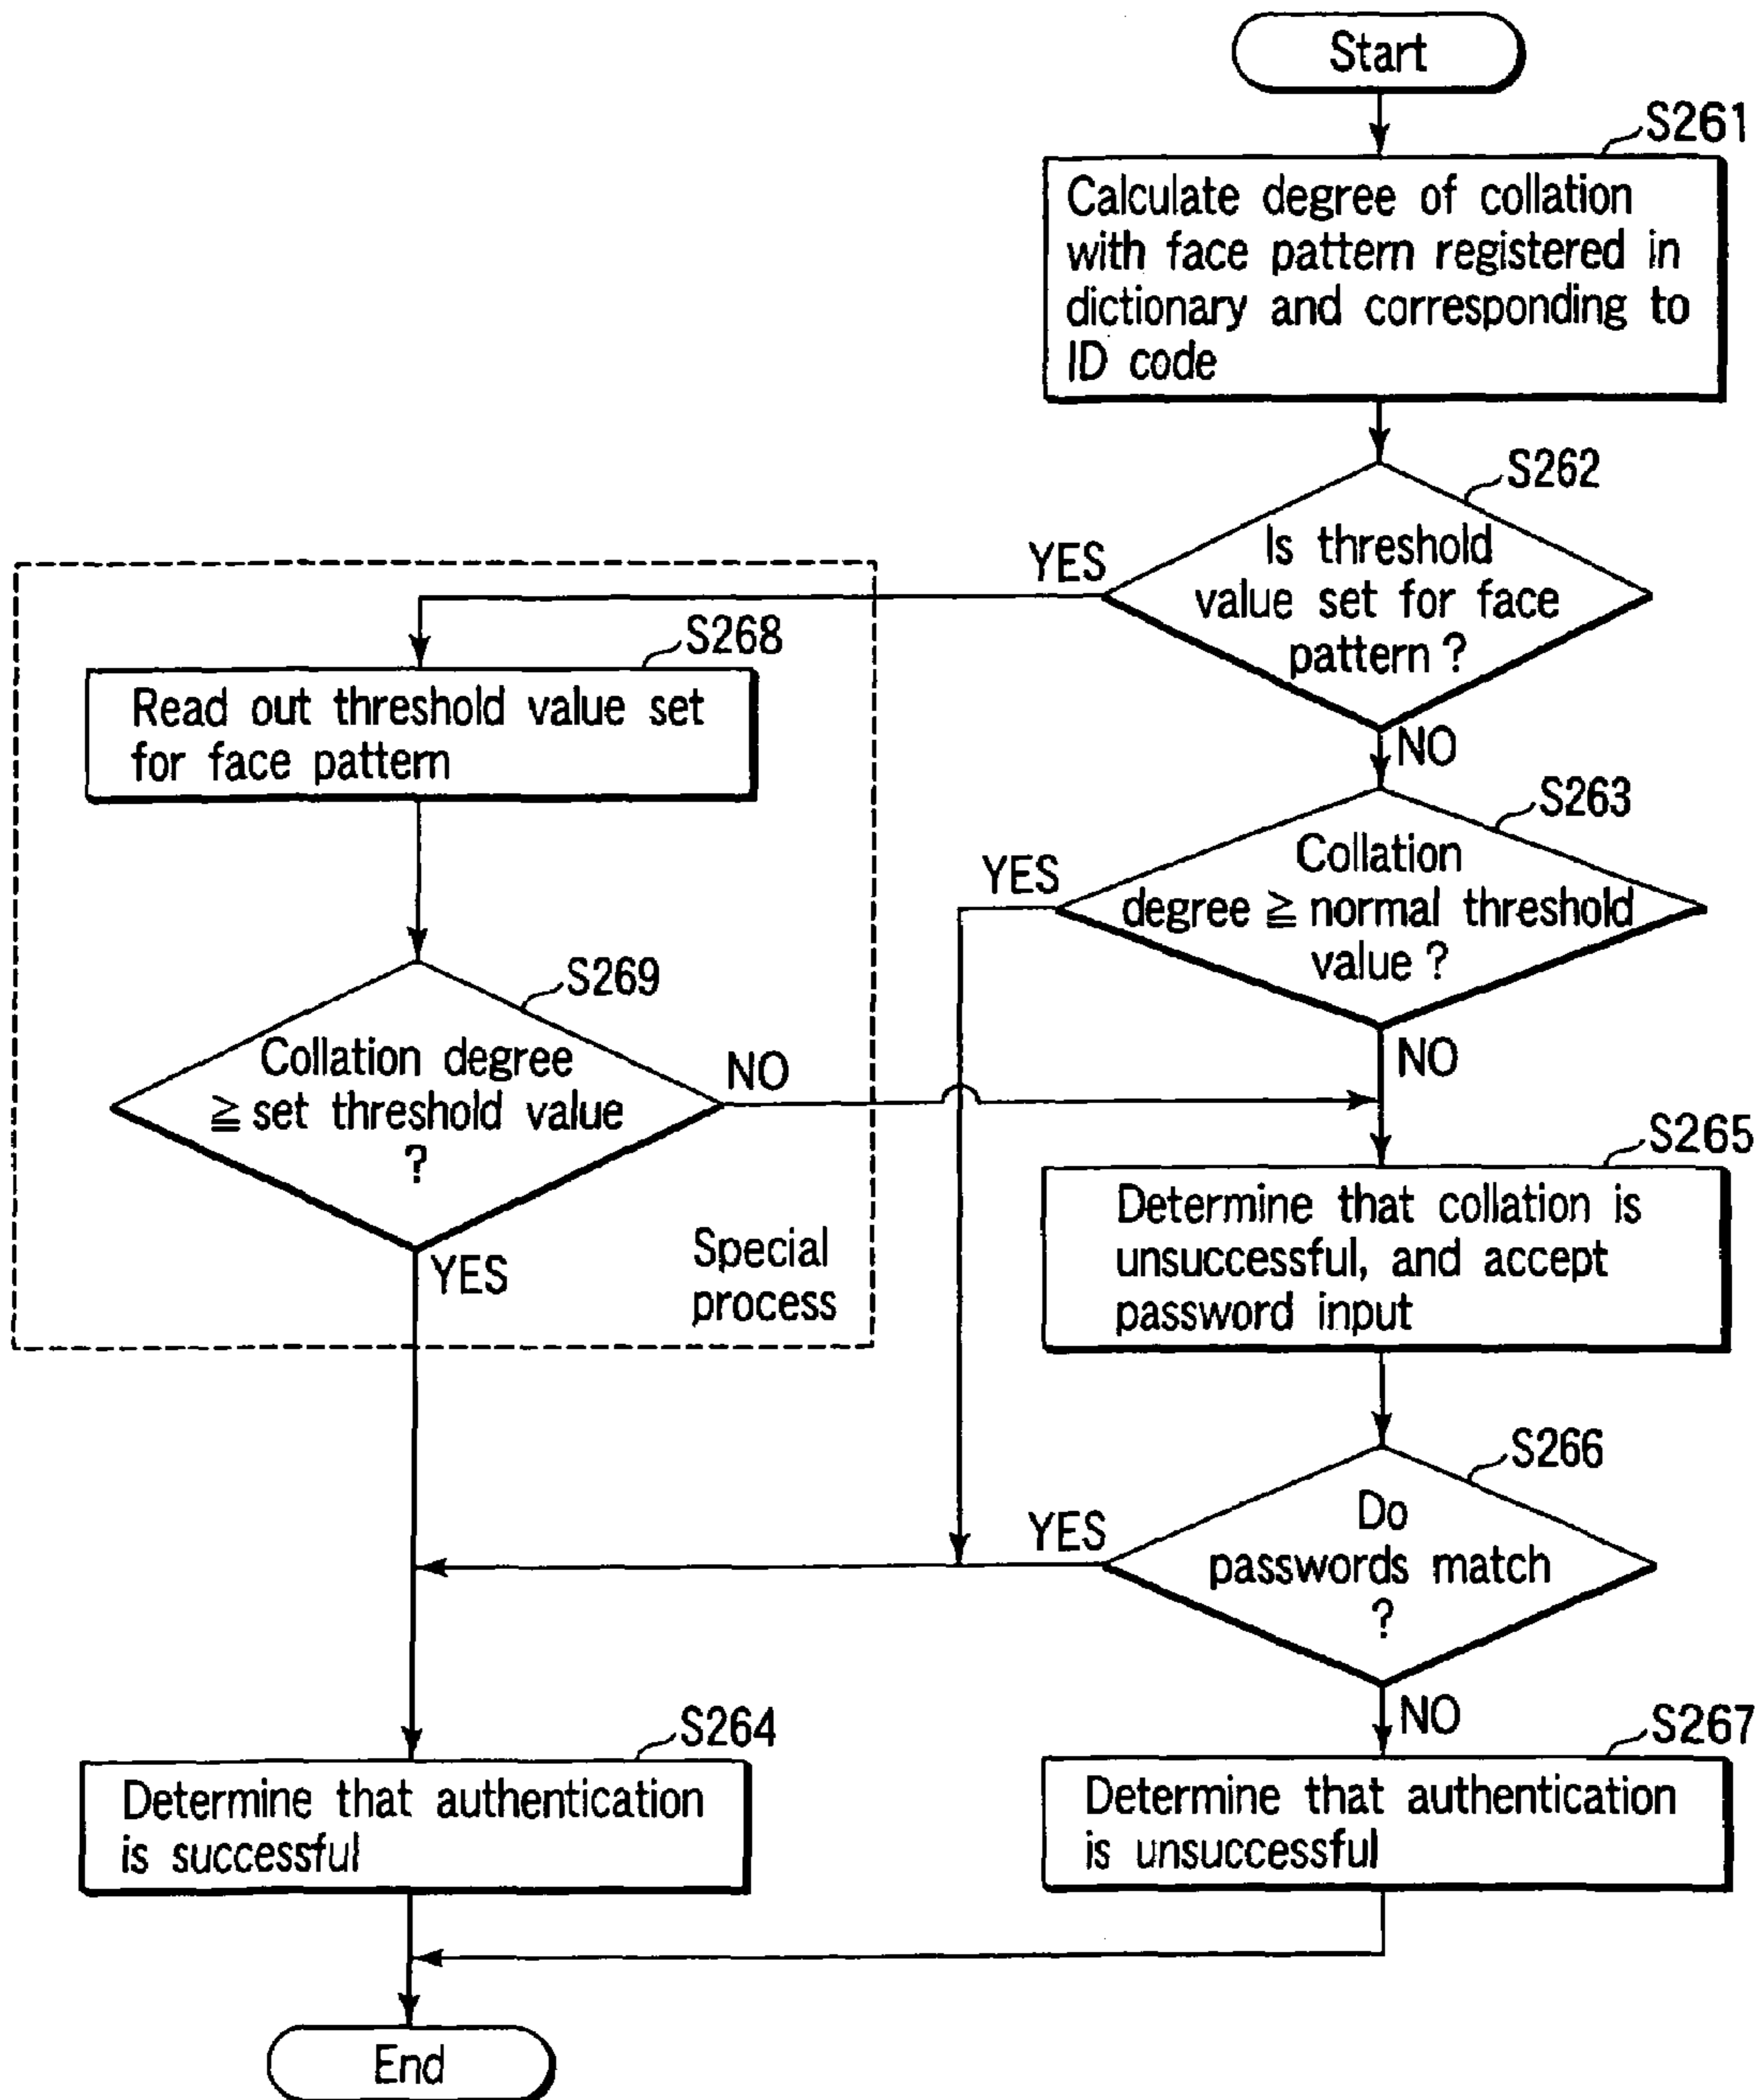 Start
S261
Calculate degree of collation
with face pattern registered in
dictionary and corresponding to
ID code
S262
Is threshold
value set for face
pattern ?
YES
NO
S268
Read out threshold value set
for face pattern
S263
Collation
degree ≧ normal threshold
value ?
YES
NO
S269
Collation degree
≧ set threshold value
?
NO
YES
Special
process
S265
Determine that collation is
unsuccessful, and accept
password input
S266
Do
passwords match
?
YES
NO
S264
Determine that authentication
is successful
S267
Determine that authentication
is unsuccessful
End